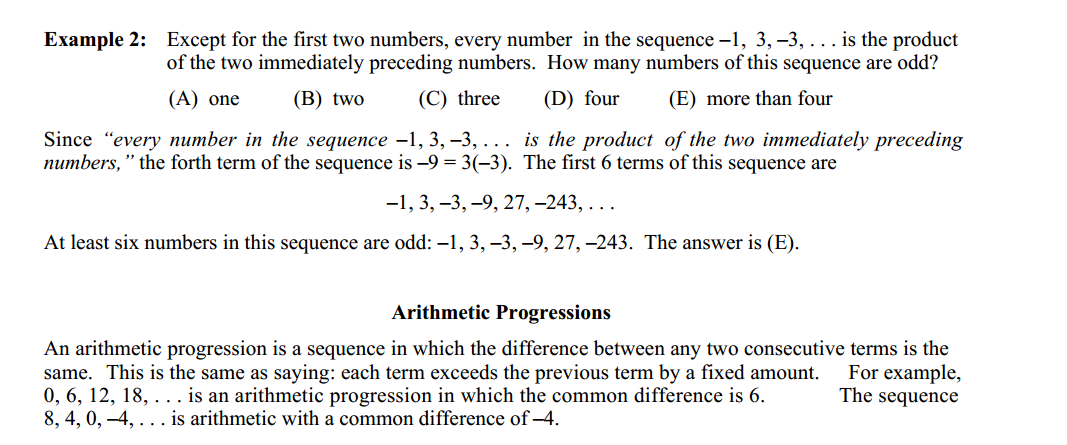 Example 2: Except for the first two numbers, every number in the sequence –1, 3, –3, . . . is the product
of the two immediately preceding numbers. How many numbers of this sequence are odd?
(A) one (B) two (C) three (D) four (E) more than four
Since “every number in the sequence –1, 3, –3, . . . is the product of the two immediately preceding
numbers,” the forth term of the sequence is –9 = 3(–3). The first 6 terms of this sequence are
–1, 3, –3, –9, 27, –243, . . .
At least six numbers in this sequence are odd: –1, 3, –3, –9, 27, –243. The answer is (E).
Arithmetic Progressions
An arithmetic progression is a sequence in which the difference between any two consecutive terms is the
same. This is the same as saying: each term exceeds the previous term by a fixed amount. For example,
0, 6, 12, 18, . . . is an arithmetic progression in which the common difference is 6. The sequence
8, 4, 0, –4, . . . is arithmetic with a common difference of –4.